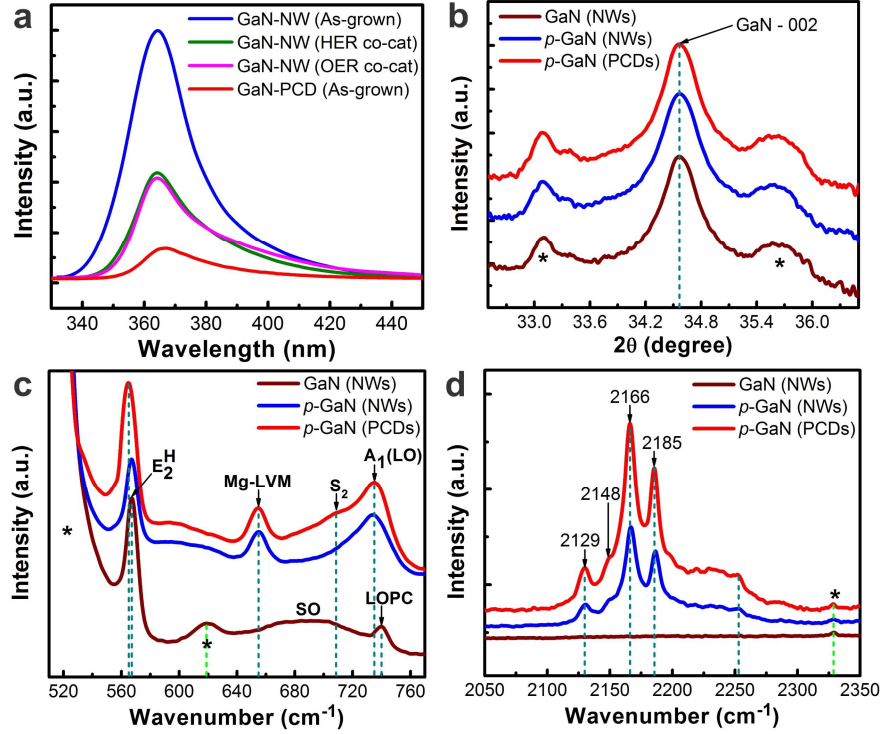 a
GaN-NW (As-grown)
GaN-NW (HER co-cat)
GaN-NW (OER co-cat)
GaN-PCD (As-grown)
Intensity (a.u.)
330 360 380 400 420 440
Wavelength (nm)
b
GaN (NWs)
p-GaN (NWs)
p-GaN (PCDs)
GaN - 002
* *
Intensity (a.u.)
33.0 33.6 34.2 34.8 35.4 36.0
2θ (degree)
c
GaN (NWs)
p-GaN (NWs)
p-GaN (PCDs)
E₂ᴴ
Mg-LVM
S₂
A₁(LO)
*
SO
LOPC
*
Intensity (a.u.)
520 560 600 640 680 720 760
Wavenumber (cm⁻¹)
d
GaN (NWs)
p-GaN (NWs)
p-GaN (PCDs)
2166
2185
2148
2129
*
Intensity (a.u.)
2050 2100 2150 2200 2250 2300 2350
Wavenumber (cm⁻¹)